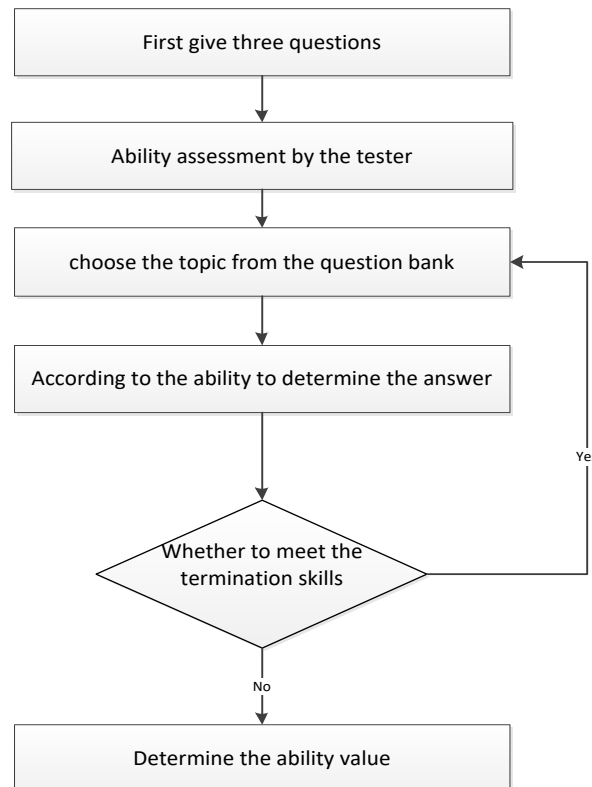 First give three questions
Ability assessment by the tester
choose the topic from the question bank
According to the ability to determine the answer
Ye
Whether to meet the
termination skills
No
Determine the ability value